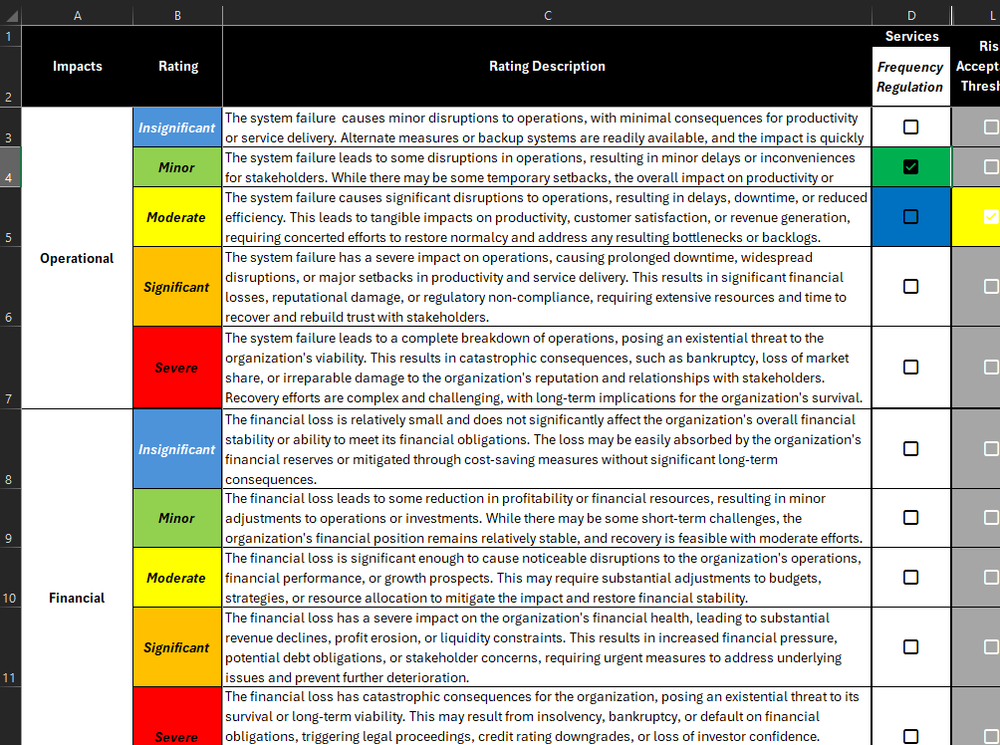 A B C D L
1 Impacts Rating Rating Description Services
2 Frequency
Regulation
3 Insignificant The system failure causes minor disruptions to operations, with minimal consequences for productivity
or service delivery. Alternate measures or backup systems are readily available, and the impact is quickly
4 Minor The system failure leads to some disruptions in operations, resulting in minor delays or inconveniences
for stakeholders. While there may be some temporary setbacks, the overall impact on productivity or
5 Moderate The system failure causes significant disruptions to operations, resulting in delays, downtime, or reduced
efficiency. This leads to tangible impacts on productivity, customer satisfaction, or revenue generation,
requiring concerted efforts to restore normalcy and address any resulting bottlenecks or backlogs.
Operational
6 Significant The system failure has a severe impact on operations, causing prolonged downtime, widespread
disruptions, or major setbacks in productivity and service delivery. This results in significant financial
losses, reputational damage, or regulatory non-compliance, requiring extensive resources and time to
recover and rebuild trust with stakeholders.
7 Severe The system failure leads to a complete breakdown of operations, posing an existential threat to the
organization's viability. This results in catastrophic consequences, such as bankruptcy, loss of market
share, or irreparable damage to the organization's reputation and relationships with stakeholders.
Recovery efforts are complex and challenging, with long-term implications for the organization's survival.
8 Insignificant The financial loss is relatively small and does not significantly affect the organization's overall financial
stability or ability to meet its financial obligations. The loss may be easily absorbed by the organization's
financial reserves or mitigated through cost-saving measures without significant long-term
consequences.
9 Minor The financial loss leads to some reduction in profitability or financial resources, resulting in minor
adjustments to operations or investments. While there may be some short-term challenges, the
organization's financial position remains relatively stable, and recovery is feasible with moderate efforts.
10 Moderate The financial loss is significant enough to cause noticeable disruptions to the organization's operations,
financial performance, or growth prospects. This may require substantial adjustments to budgets,
strategies, or resource allocation to mitigate the impact and restore financial stability.
Financial
11 Significant The financial loss has a severe impact on the organization's financial health, leading to substantial
revenue declines, profit erosion, or liquidity constraints. This results in increased financial pressure,
potential debt obligations, or stakeholder concerns, requiring urgent measures to address underlying
issues and prevent further deterioration.
Severe The financial loss has catastrophic consequences for the organization, posing an existential threat to its
survival or long-term viability. This may result from insolvency, bankruptcy, or default on financial
obligations, triggering legal proceedings, credit rating downgrades, or loss of investor confidence.